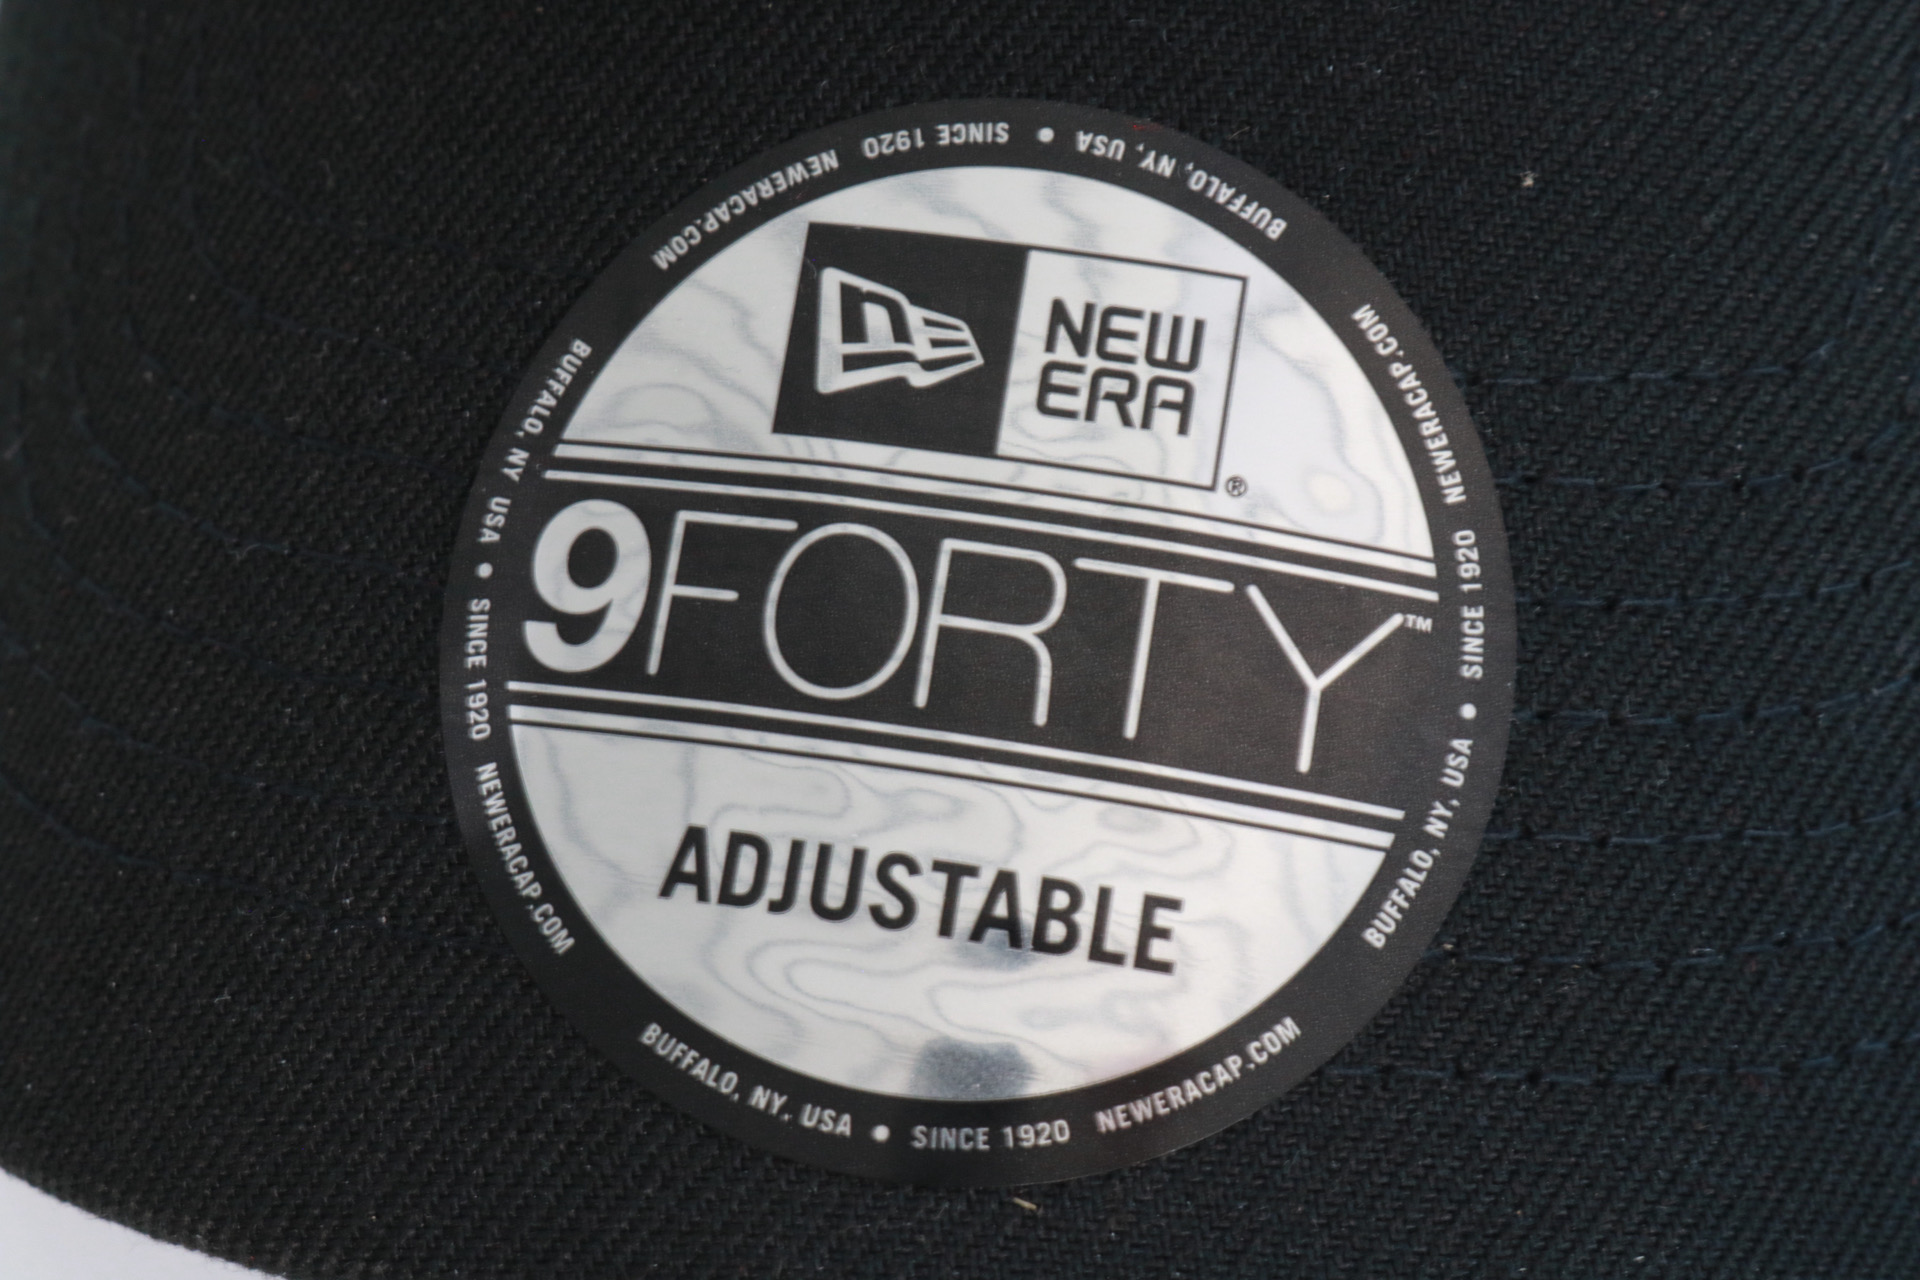 NEW
ERA
®
9FORTY™
ADJUSTABLE
BUFFALO, NY, USA • SINCE 1920 NEWERACAP.COM
BUFFALO, NY, USA • SINCE 1920 NEWERACAP.COM
BUFFALO, NY, USA • SINCE 1920 NEWERACAP.COM
BUFFALO, NY USA • SINCE 1920 NEWERACAP.COM